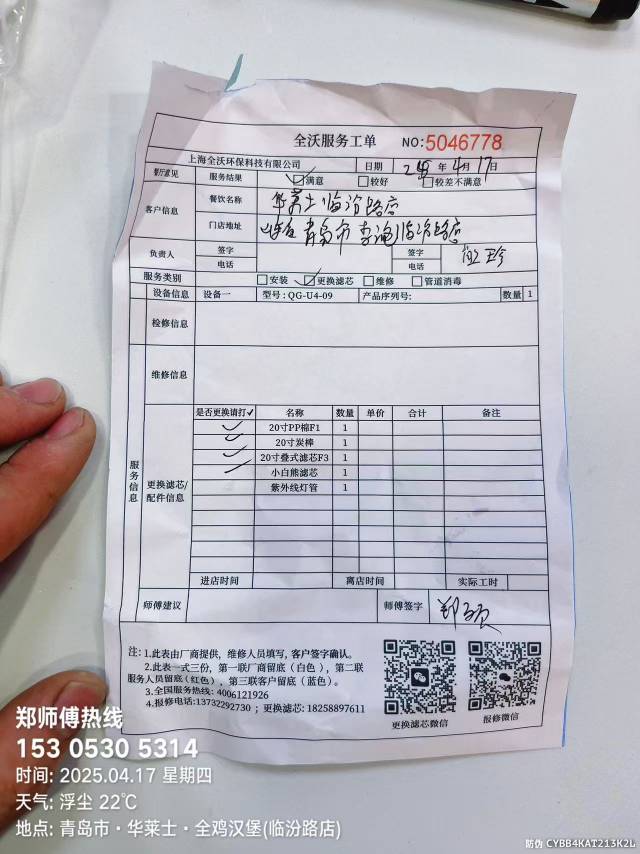 全沃服务工单 NO:5046778
上海全沃环保科技有限公司 日期 25年4月17日
服务结果 满意 较好 较差不满意
客户信息 餐饮名称 华莱士临汾路店
门店地址 青岛市李沧临汾路店
负责人 签字 签字
电话 电话
服务类别 安装 更换滤芯 维修 管道消毒
设备信息 设备一 型号:QG-U4-09 产品序列号: 数量 1
检修信息
维修信息
服务信息
更换滤芯/配件信息
是否更换请打✓ 名称 数量 单价 合计 备注
✓ 20寸PP棉F1 1
✓ 20寸炭棒 1
✓ 20寸叠式滤芯F3 1
✓ 小白熊滤芯 1
紫外线灯管 1
进店时间 离店时间 实际工时
师傅建议 师傅签字
注: 1.此表由厂商提供，维修人员填写, 客户签字确认。
2.此表一式三份，第一联厂商留底（白色），第二联
服务人员留底(红色），第三联客户留底（蓝色）。
3.全国服务热线: 4006121926
4.报修电话:13732292730；更换滤芯: 18258897611
更换滤芯微信 报修微信
郑师傅热线
153 0530 5314
时间: 2025.04.17 星期四
天气: 浮尘 22℃
地点: 青岛市·华莱士·全鸡汉堡(临汾路店)
防伪 CYBB4KAT213K2L